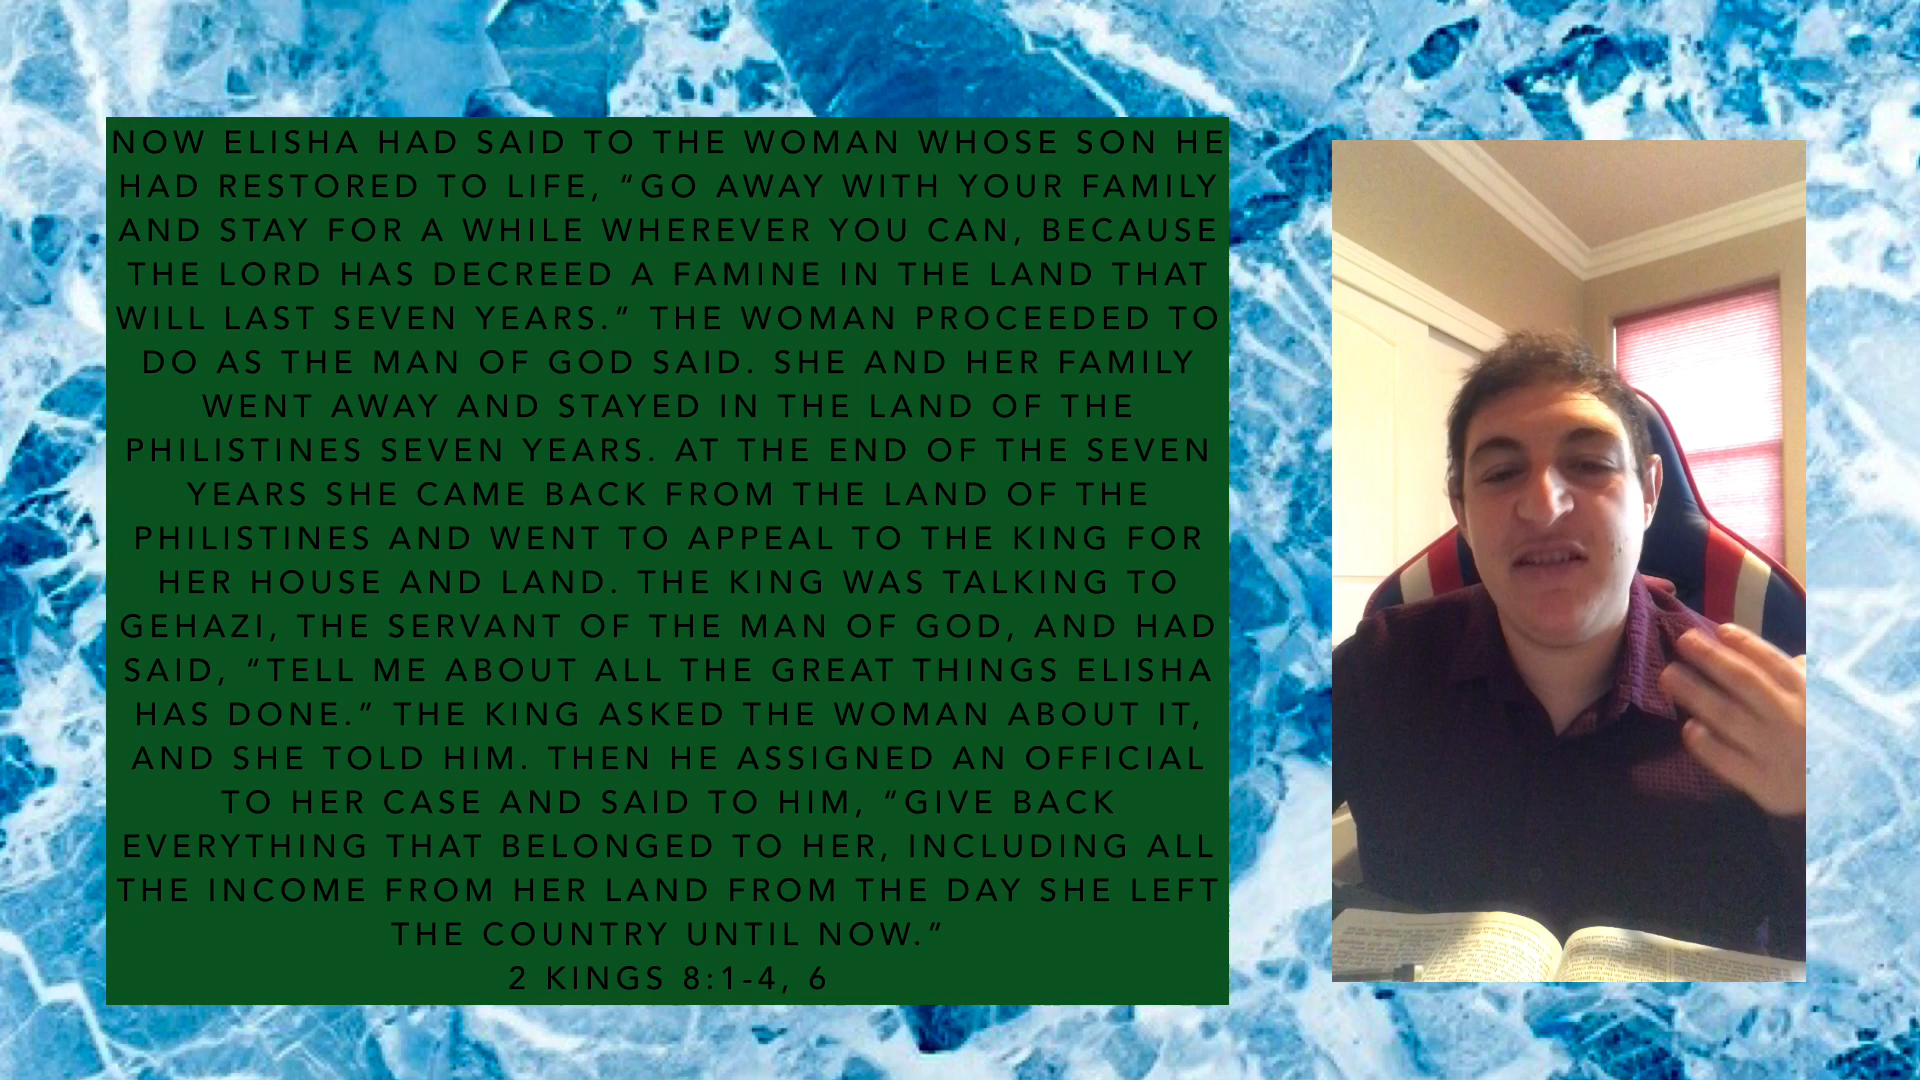 NOW ELISHA HAD SAID TO THE WOMAN WHOSE SON HE
HAD RESTORED TO LIFE, “GO AWAY WITH YOUR FAMILY
AND STAY FOR A WHILE WHEREVER YOU CAN, BECAUSE
THE LORD HAS DECREED A FAMINE IN THE LAND THAT
WILL LAST SEVEN YEARS.” THE WOMAN PROCEEDED TO
DO AS THE MAN OF GOD SAID. SHE AND HER FAMILY
WENT AWAY AND STAYED IN THE LAND OF THE
PHILISTINES SEVEN YEARS. AT THE END OF THE SEVEN
YEARS SHE CAME BACK FROM THE LAND OF THE
PHILISTINES AND WENT TO APPEAL TO THE KING FOR
HER HOUSE AND LAND. THE KING WAS TALKING TO
GEHAZI, THE SERVANT OF THE MAN OF GOD, AND HAD
SAID, “TELL ME ABOUT ALL THE GREAT THINGS ELISHA
HAS DONE.” THE KING ASKED THE WOMAN ABOUT IT,
AND SHE TOLD HIM. THEN HE ASSIGNED AN OFFICIAL
TO HER CASE AND SAID TO HIM, “GIVE BACK
EVERYTHING THAT BELONGED TO HER, INCLUDING ALL
THE INCOME FROM HER LAND FROM THE DAY SHE LEFT
THE COUNTRY UNTIL NOW.”
2 KINGS 8:1-4, 6